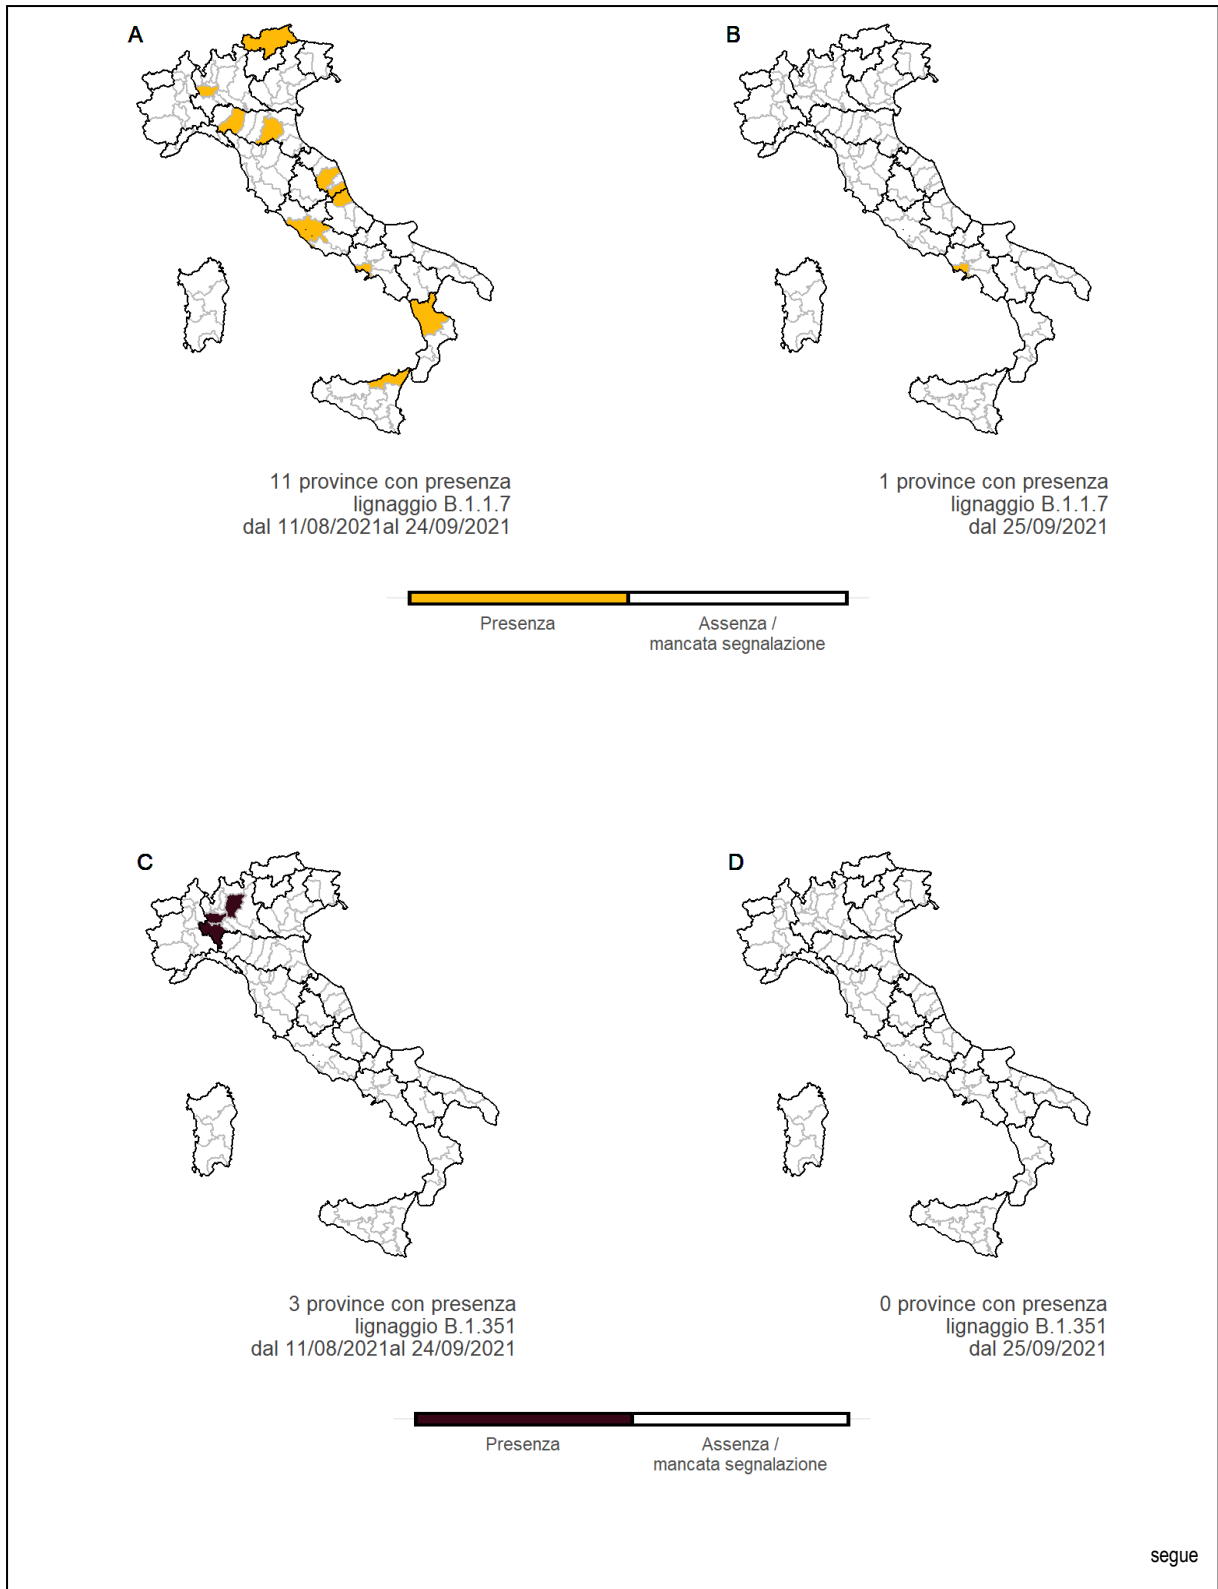 A
B
11 province con presenza
lignaggio B.1.1.7
dal 11/08/2021al 24/09/2021
1 province con presenza
lignaggio B.1.1.7
dal 25/09/2021
Presenza
Assenza /
mancata segnalazione
C
D
3 province con presenza
lignaggio B.1.351
dal 11/08/2021al 24/09/2021
0 province con presenza
lignaggio B.1.351
dal 25/09/2021
Presenza
Assenza /
mancata segnalazione
segue